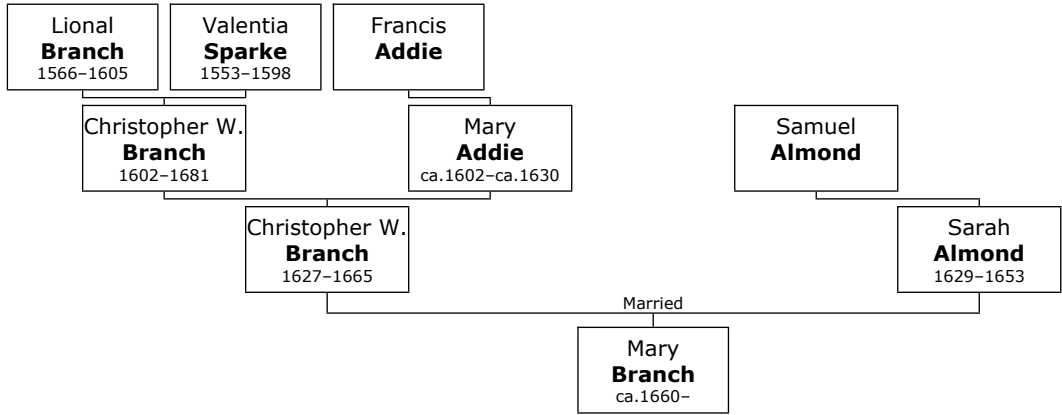 Lional
Branch
1566–1605
Valentia
Sparke
1553–1598
Francis
Addie
Christopher W.
Branch
1602–1681
Mary
Addie
ca.1602–ca.1630
Samuel
Almond
Christopher W.
Branch
1627–1665
Sarah
Almond
1629–1653
Married
Mary
Branch
ca.1660–